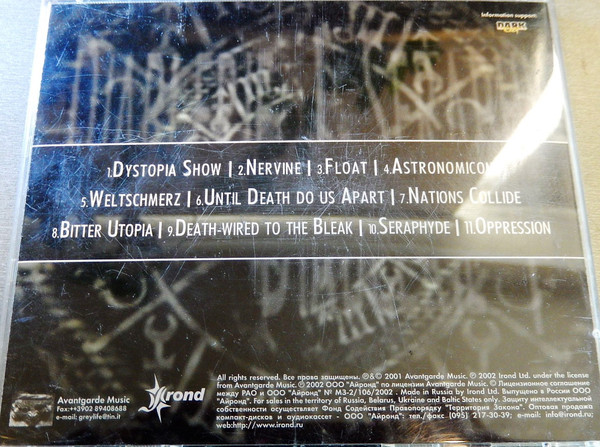 Information support:
DARK
1.DYSTOPIA SHOW | 2.NERVINE | 3.FLOAT | 4.ASTRONOMICON
5.WELTSCHMERZ | 6.UNTIL DEATH DO US APART | 7.NATIONS COLLIDE
8.BITTER UTOPIA | 9.DEATH-WIRED TO THE BLEAK | 10.SERAPHYDE | 11.OPPRESSION
All rights reserved. Все права защищены. ℗&© 2001 Avantgarde Music. ℗ 2002 Irond Ltd. under the license
from Avantgarde Music. ℗ 2002 ООО "Айронд" по лицензии Avantgarde Music. © Лицензионное соглашение
между РАО и ООО "Айронд" № МЗ-2/106/2002 . Made in Russia by Irond Ltd. Выпущено в России ООО
"Айронд". For sales in the territory of Russia, Belarus, Ukraine and Baltic States only. Защиту интеллектуальной
собственности осуществляет Фонд Содействия Правопорядку "Территория Закона". Оптовая продажа
компакт-дисков и аудиокассет - ООО "Айронд": тел./факс.(095) 217-30-39; e-mail: info@irond.ru;
web:http://www.irond.ru
Avantgarde Music
Fax:++3902 89408688
e-mail: greylife@tin.it
Irond